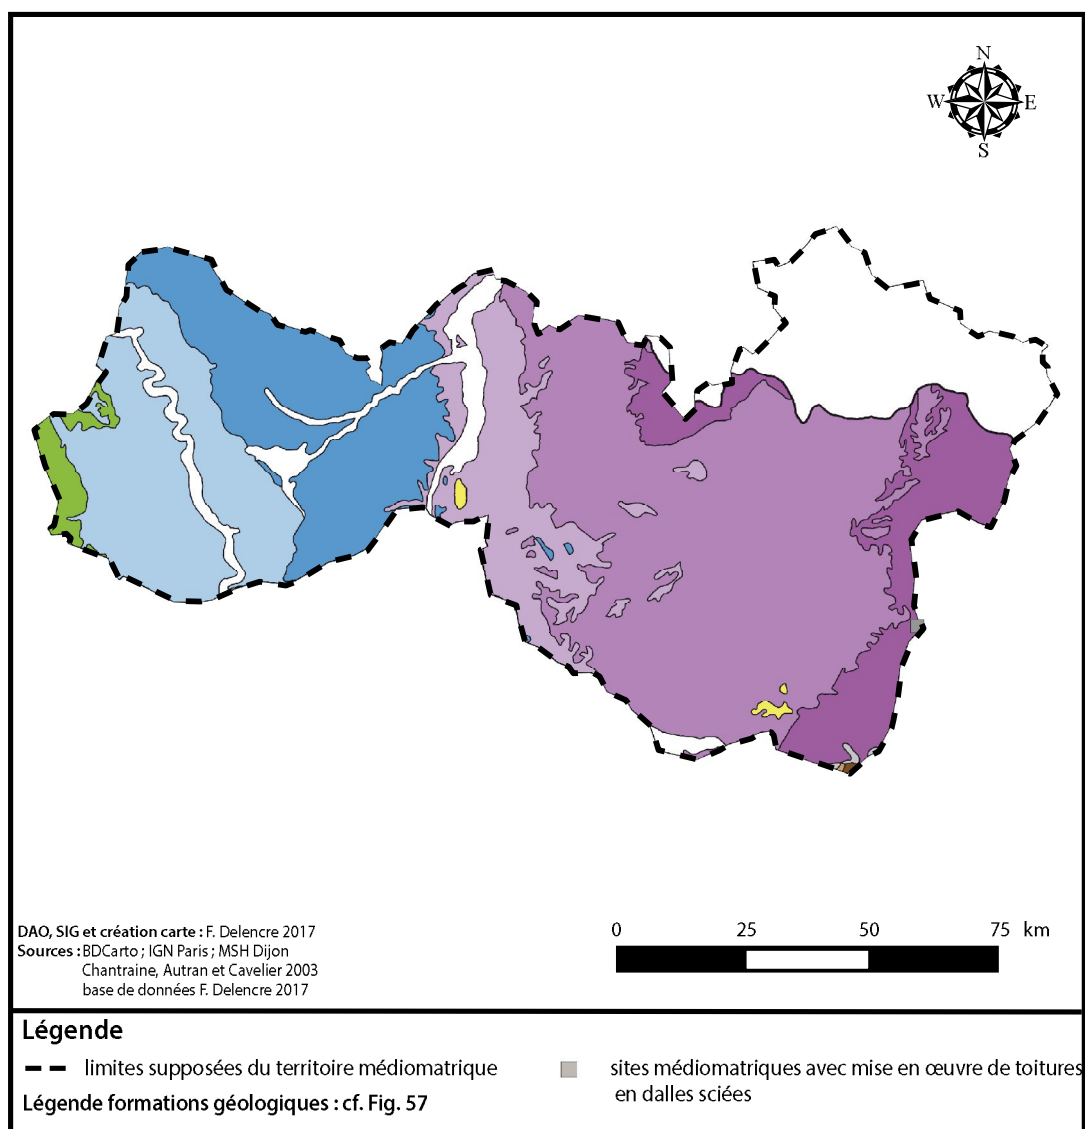 N
W E
S
DAO, SIG et création carte : F. Delencre 2017
Sources : BDCarto ; IGN Paris ; MSH Dijon
Chantraine, Autran et Cavelier 2003
base de données F. Delencre 2017
0 25 50 75 km
Légende
limites supposées du territoire médiomatrique
sites médiomatriques avec mise en œuvre de toitures
en dalles sciées
Légende formations géologiques : cf. Fig. 57